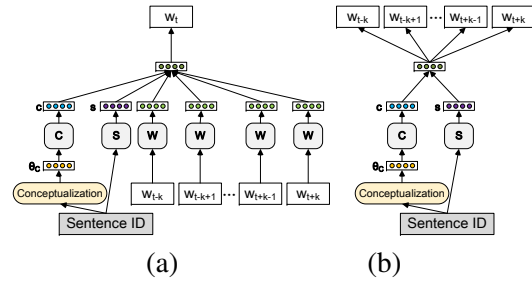 w_t w_{t-k} w_{t-k+1} ··· w_{t+k-1} w_{t+k}
c s c s
C S W W W W C S
θ_C θ_C
w_{t-k} w_{t-k+1} ··· w_{t+k-1} w_{t+k}
Conceptualization Conceptualization
Sentence ID Sentence ID
(a) (b)